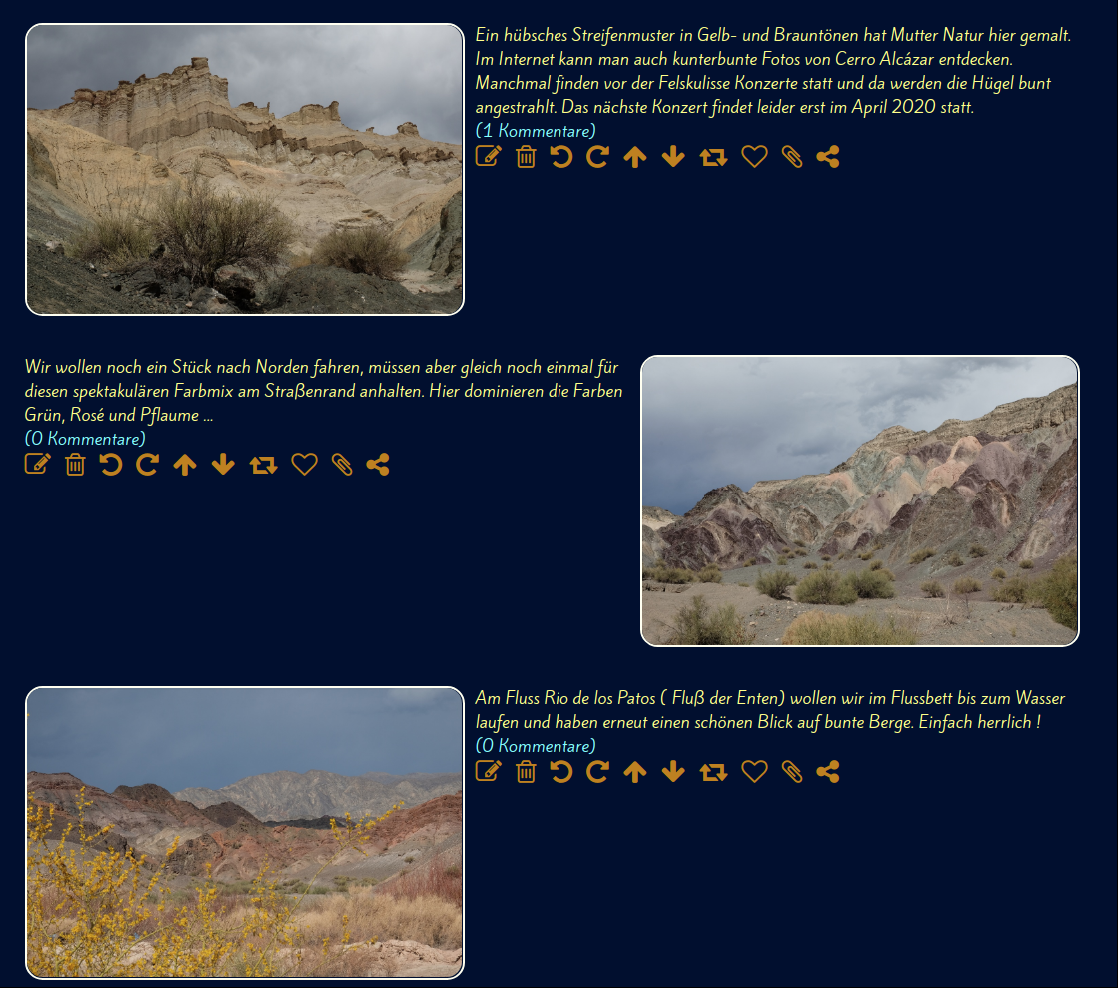 Ein hübsches Streifenmuster in Gelb- und Brauntönen hat Mutter Natur hier gemalt.
Im Internet kann man auch kunterbunte Fotos von Cerro Alcázar entdecken.
Manchmal finden vor der Felskulisse Konzerte statt und da werden die Hügel bunt
angestrahlt. Das nächste Konzert findet leider erst im April 2020 statt.
(1 Kommentare)
Wir wollen noch ein Stück nach Norden fahren, müssen aber gleich noch einmal für
diesen spektakulären Farbmix am Straßenrand anhalten. Hier dominieren die Farben
Grün, Rosé und Pflaume ...
(0 Kommentare)
Am Fluss Rio de los Patos ( Fluß der Enten) wollen wir im Flussbett bis zum Wasser
laufen und haben erneut einen schönen Blick auf bunte Berge. Einfach herrlich !
(0 Kommentare)